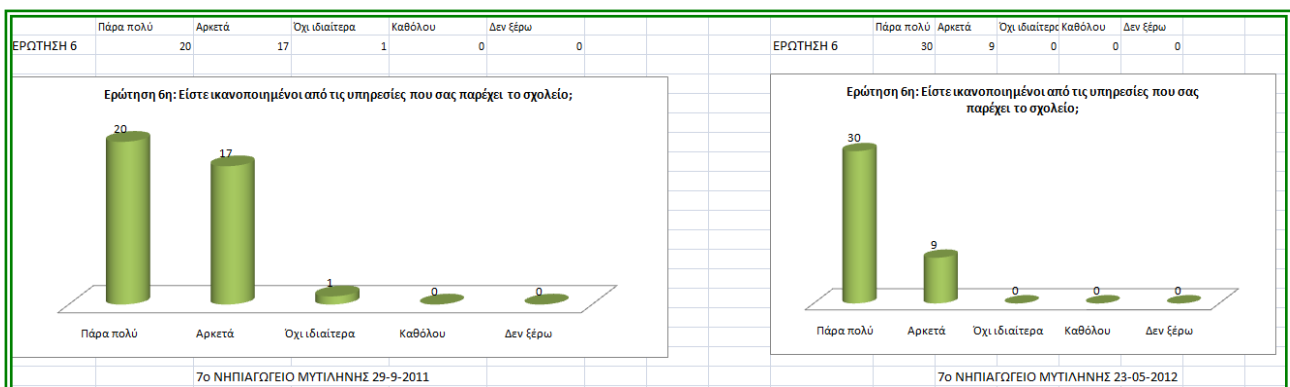 Πάρα πολύ Αρκετά Όχι ιδιαίτερα Καθόλου Δεν ξέρω
ΕΡΩΤΗΣΗ 6 20 17 1 0 0
Ερώτηση 6η: Είστε ικανοποιημένοι από τις υπηρεσίες που σας παρέχει το σχολείο;
20
17
1
0
0
Πάρα πολύ Αρκετά Όχι ιδιαίτερα Καθόλου Δεν ξέρω
7ο ΝΗΠΙΑΓΩΓΕΙΟ ΜΥΤΙΛΗΝΗΣ 29-9-2011
Πάρα πολύ Αρκετά Όχι ιδιαίτερα Καθόλου Δεν ξέρω
ΕΡΩΤΗΣΗ 6 30 9 0 0 0
Ερώτηση 6η: Είστε ικανοποιημένοι από τις υπηρεσίες που σας
παρέχει το σχολείο;
30
9
0
0
0
Πάρα πολύ Αρκετά Όχι ιδιαίτερα Καθόλου Δεν ξέρω
7ο ΝΗΠΙΑΓΩΓΕΙΟ ΜΥΤΙΛΗΝΗΣ 23-05-2012